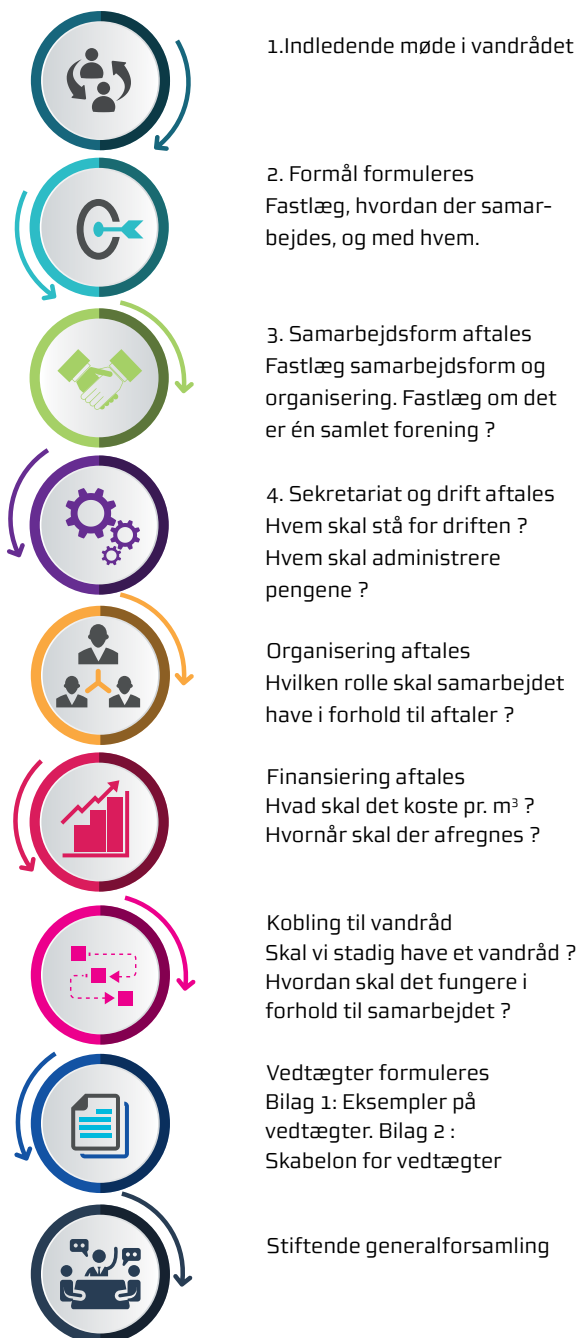 1.Indledende møde i vandrådet
2. Formål formuleres
Fastlæg, hvordan der samar-
bejdes, og med hvem.
3. Samarbejdsform aftales
Fastlæg samarbejdsform og
organisering. Fastlæg om det
er én samlet forening ?
4. Sekretariat og drift aftales
Hvem skal stå for driften ?
Hvem skal administrere
pengene ?
Organisering aftales
Hvilken rolle skal samarbejdet
have i forhold til aftaler ?
Finansiering aftales
Hvad skal det koste pr. m³ ?
Hvornår skal der afregnes ?
Kobling til vandråd
Skal vi stadig have et vandråd ?
Hvordan skal det fungere i
forhold til samarbejdet ?
Vedtægter formuleres
Bilag 1: Eksempler på
vedtægter. Bilag 2 :
Skabelon for vedtægter
Stiftende generalforsamling